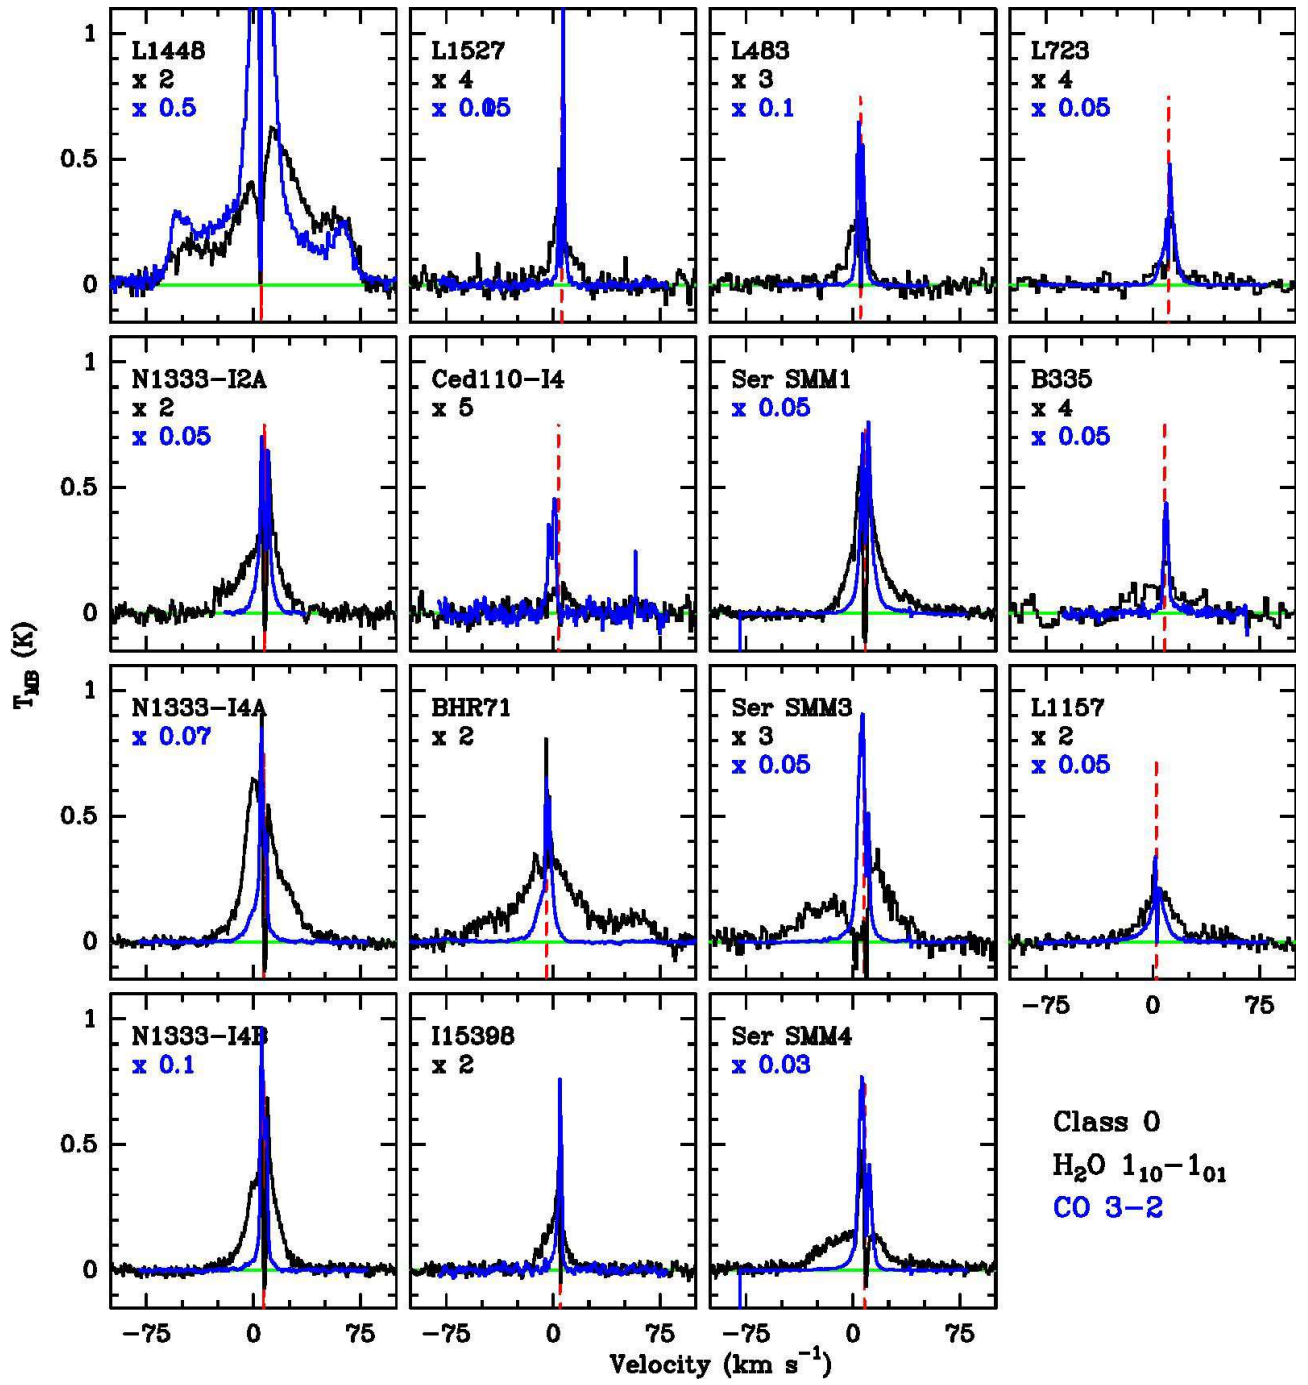 L1448
x 2
x 0.5
L1527
x 4
x 0.05
L483
x 3
x 0.1
L723
x 4
x 0.05
1
0.5
0
N1333-I2A
x 2
x 0.05
Ced110-I4
x 5
Ser SMM1
x 0.05
B335
x 4
x 0.05
1
0.5
0
T_MB (K)
N1333-I4A
x 0.07
BHR71
x 2
Ser SMM3
x 3
x 0.05
L1157
x 2
x 0.05
1
0.5
0
-75 0 75
N1333-I4B
x 0.1
I15398
x 2
Ser SMM4
x 0.03
1
0.5
0
Class 0
H₂O 1₁₀-1₀₁
CO 3-2
-75 0 75
-75 0 75
-75 0 75
Velocity (km s⁻¹)